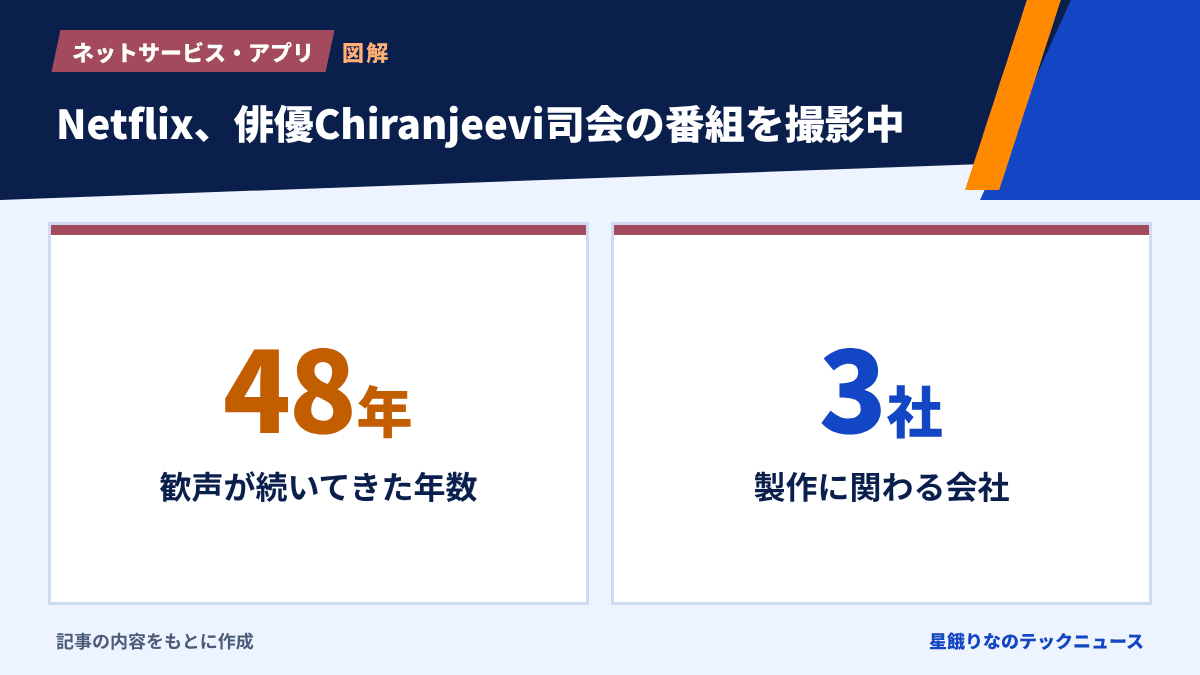 ネットサービス・アプリ 図解
Netflix、俳優Chiranjeevi司会の番組を撮影中
48年
歓声が続いてきた年数
3社
製作に関わる会社
記事の内容をもとに作成
星餓りなのテックニュース